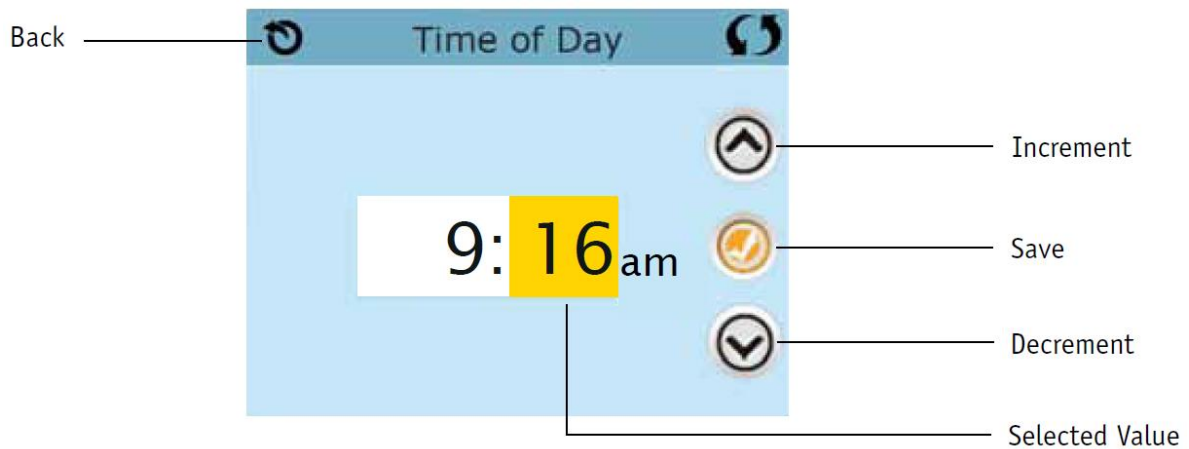 Back
Time of Day
Increment
9:16am
Save
Decrement
Selected Value